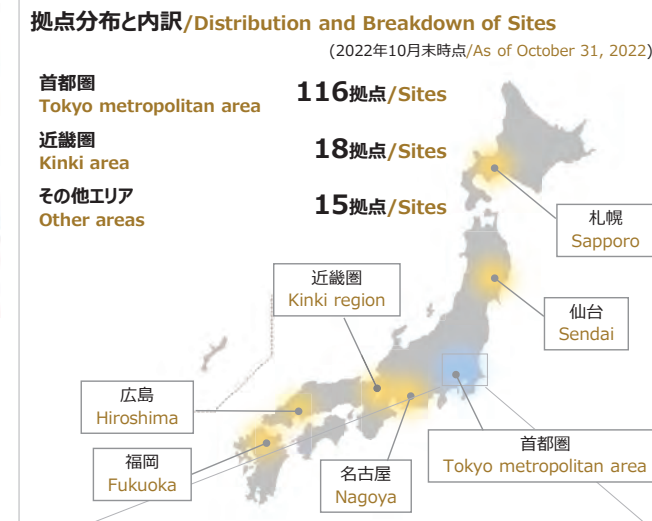 拠点分布と内訳/Distribution and Breakdown of Sites
(2022年10月末時点/As of October 31, 2022)
首都圏
Tokyo metropolitan area
116拠点/Sites
近畿圏
Kinki area
18拠点/Sites
その他エリア
Other areas
15拠点/Sites
札幌
Sapporo
近畿圏
Kinki region
仙台
Sendai
広島
Hiroshima
首都圏
Tokyo metropolitan area
福岡
Fukuoka
名古屋
Nagoya